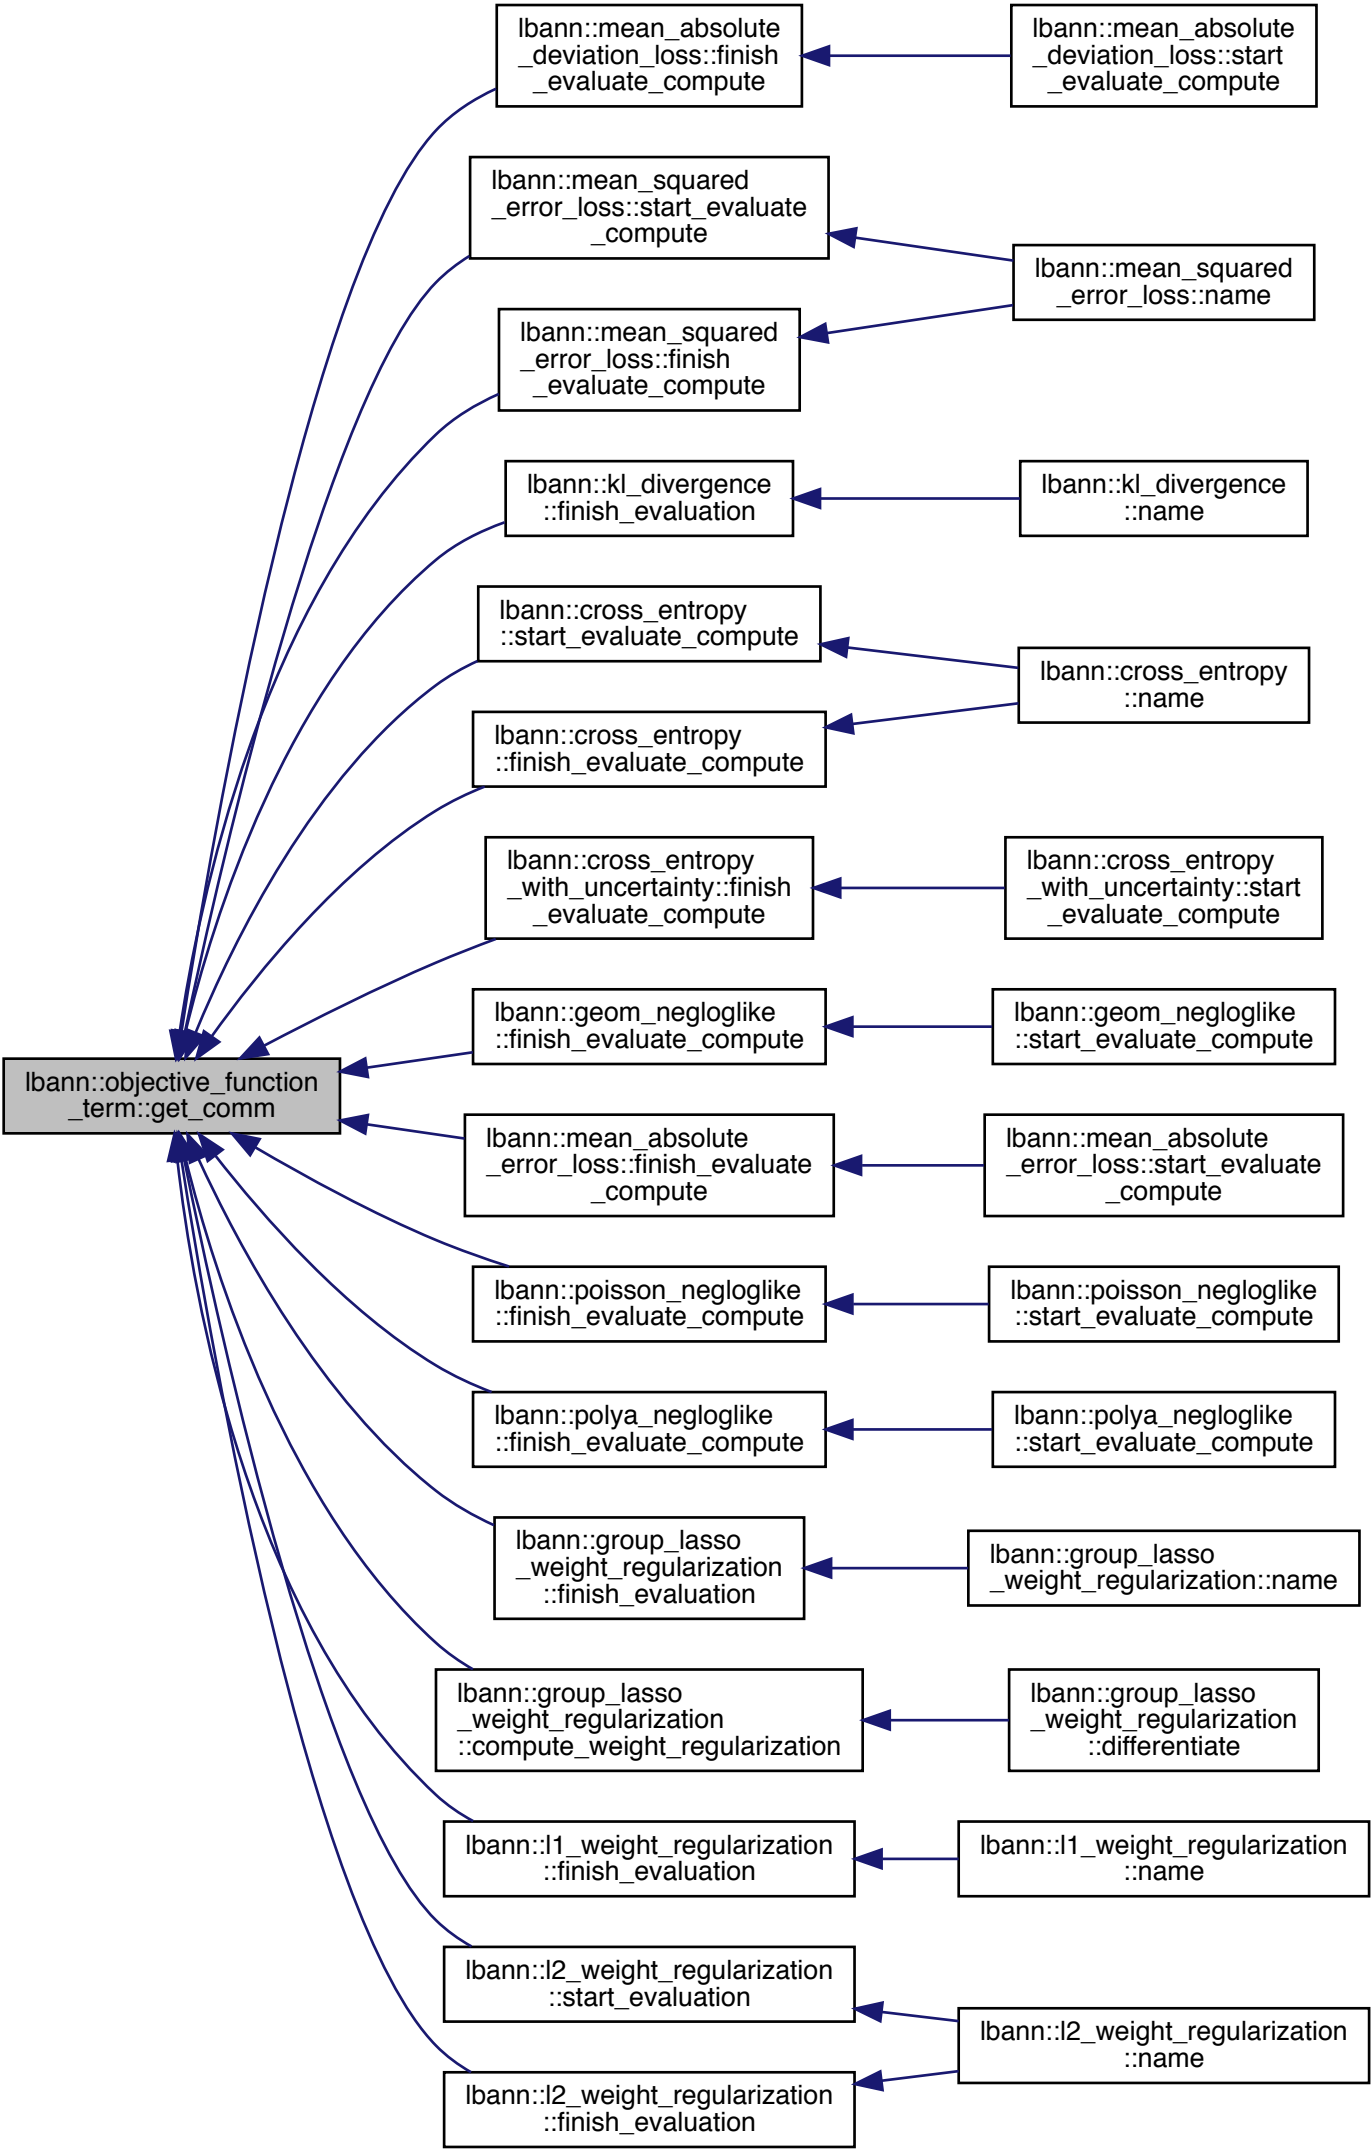 lbann::mean_absolute
_deviation_loss::finish
_evaluate_compute
lbann::mean_absolute
_deviation_loss::start
_evaluate_compute
lbann::mean_squared
_error_loss::start_evaluate
_compute
lbann::mean_squared
_error_loss::name
lbann::mean_squared
_error_loss::finish
_evaluate_compute
lbann::kl_divergence
::finish_evaluation
lbann::kl_divergence
::name
lbann::cross_entropy
::start_evaluate_compute
lbann::cross_entropy
::name
lbann::cross_entropy
::finish_evaluate_compute
lbann::cross_entropy
_with_uncertainty::finish
_evaluate_compute
lbann::cross_entropy
_with_uncertainty::start
_evaluate_compute
lbann::geom_negloglike
::finish_evaluate_compute
lbann::geom_negloglike
::start_evaluate_compute
lbann::objective_function
_term::get_comm
lbann::mean_absolute
_error_loss::finish_evaluate
_compute
lbann::mean_absolute
_error_loss::start_evaluate
_compute
lbann::poisson_negloglike
::finish_evaluate_compute
lbann::poisson_negloglike
::start_evaluate_compute
lbann::polya_negloglike
::finish_evaluate_compute
lbann::polya_negloglike
::start_evaluate_compute
lbann::group_lasso
_weight_regularization
::finish_evaluation
lbann::group_lasso
_weight_regularization::name
lbann::group_lasso
_weight_regularization
::compute_weight_regularization
lbann::group_lasso
_weight_regularization
::differentiate
lbann::l1_weight_regularization
::finish_evaluation
lbann::l1_weight_regularization
::name
lbann::l2_weight_regularization
::start_evaluation
lbann::l2_weight_regularization
::name
lbann::l2_weight_regularization
::finish_evaluation